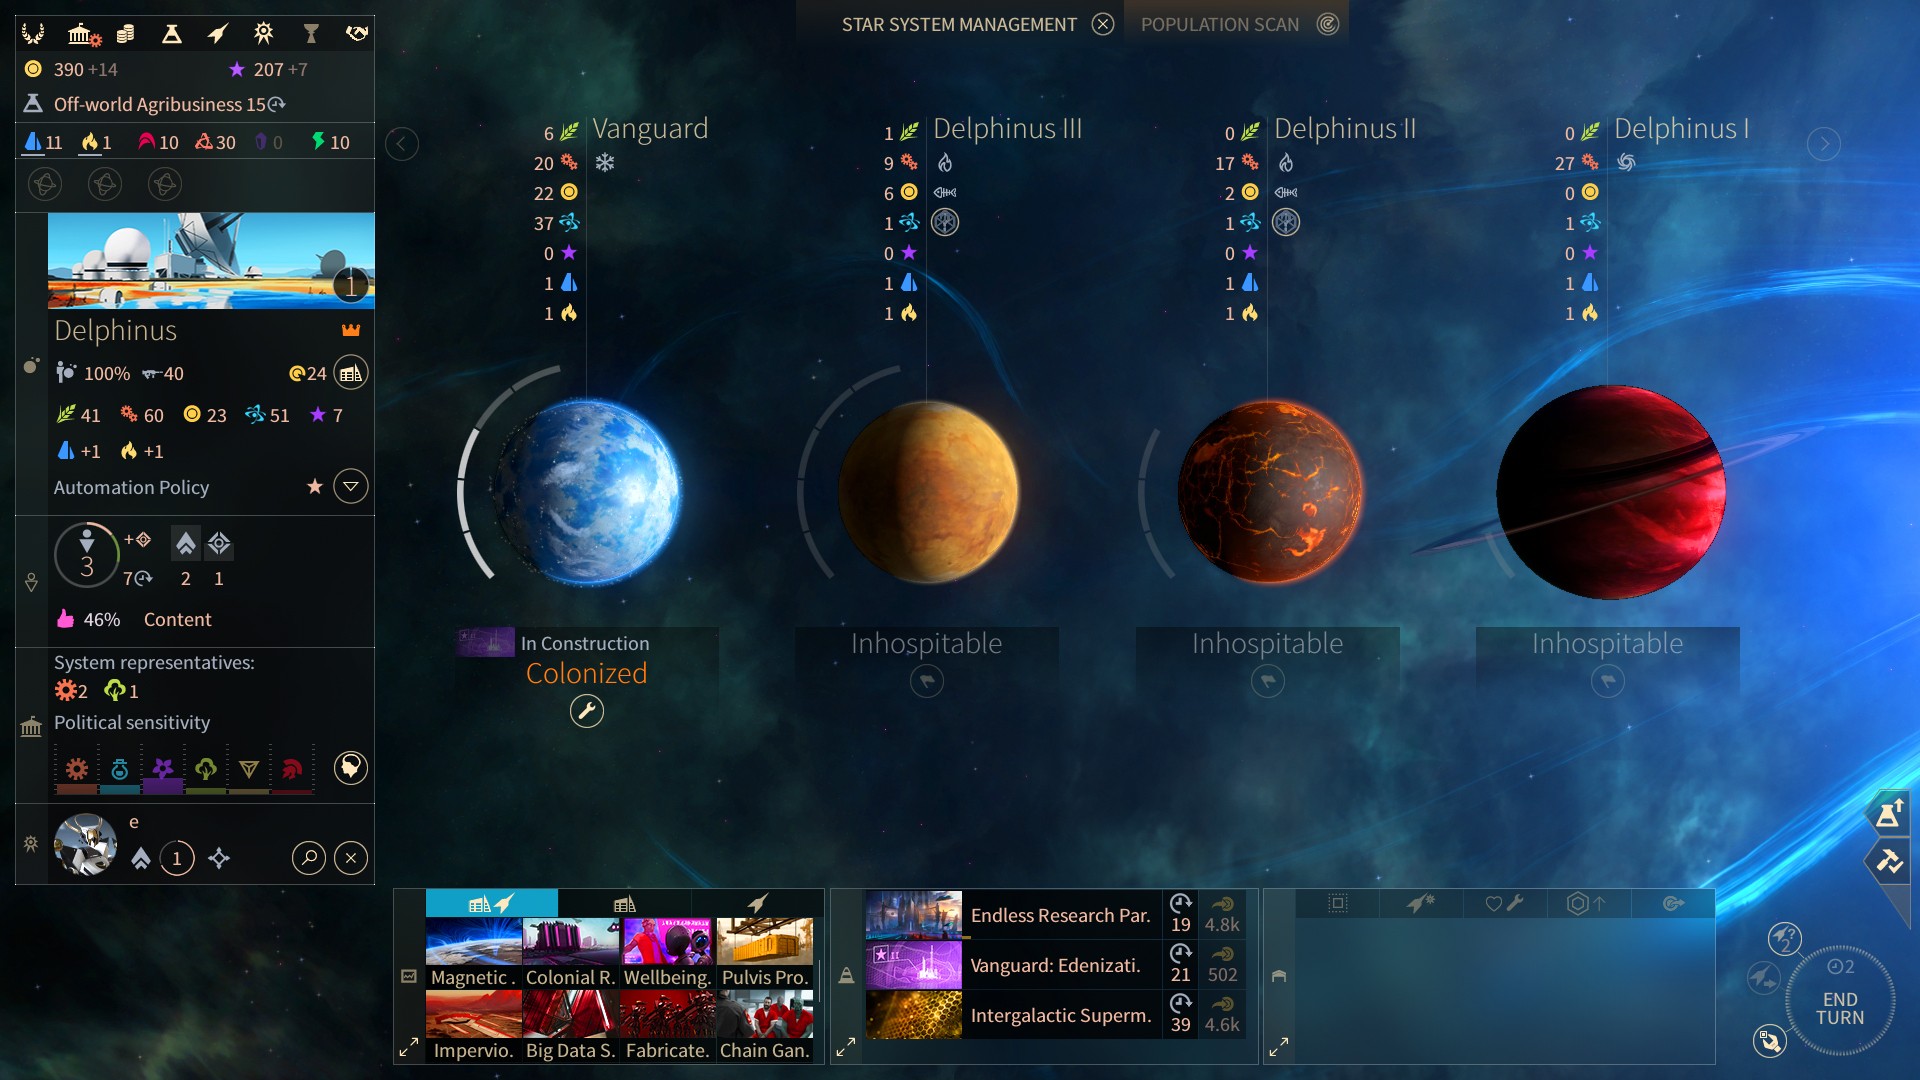 STAR SYSTEM MANAGEMENT
POPULATION SCAN
390 +14
207 +7
Off-world Agribusiness 15
11 1 10 30 0 10
1
Delphinus
100% 40 24
41 60 23 51 7
+1 +1
Automation Policy
3
+
7 2 1
46% Content
System representatives:
2 1
Political sensitivity
e
1
Vanguard
6
20
22
37
0
1
1
Delphinus III
1
9
6
1
0
1
1
Delphinus II
0
17
2
1
0
1
1
Delphinus I
0
27
0
1
0
1
1
In Construction
Colonized
Inhospitable
Inhospitable
Inhospitable
Magnetic .
Colonial R.
Wellbeing.
Pulvis Pro.
Impervio.
Big Data S.
Fabricate.
Chain Gan.
Endless Research Par. 19 4.8k
Vanguard: Edenizati. 21 502
Intergalactic Superm. 39 4.6k
?
2
2
END
TURN